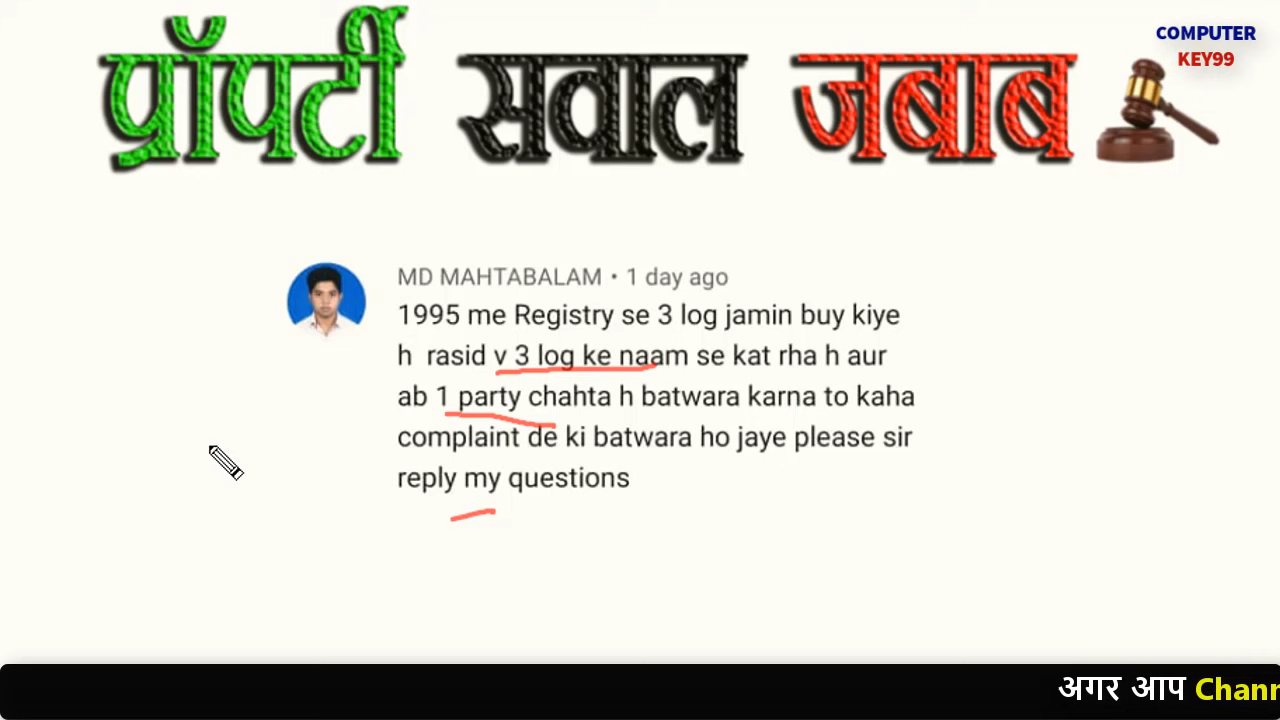 प्रॉपर्टी सवाल जबाब
COMPUTER
KEY99
MD MAHTABALAM • 1 day ago
1995 me Registry se 3 log jamin buy kiye
h rasid v 3 log ke naam se kat rha h aur
ab 1 party chahta h batwara karna to kaha
complaint de ki batwara ho jaye please sir
reply my questions
अगर आप Chann